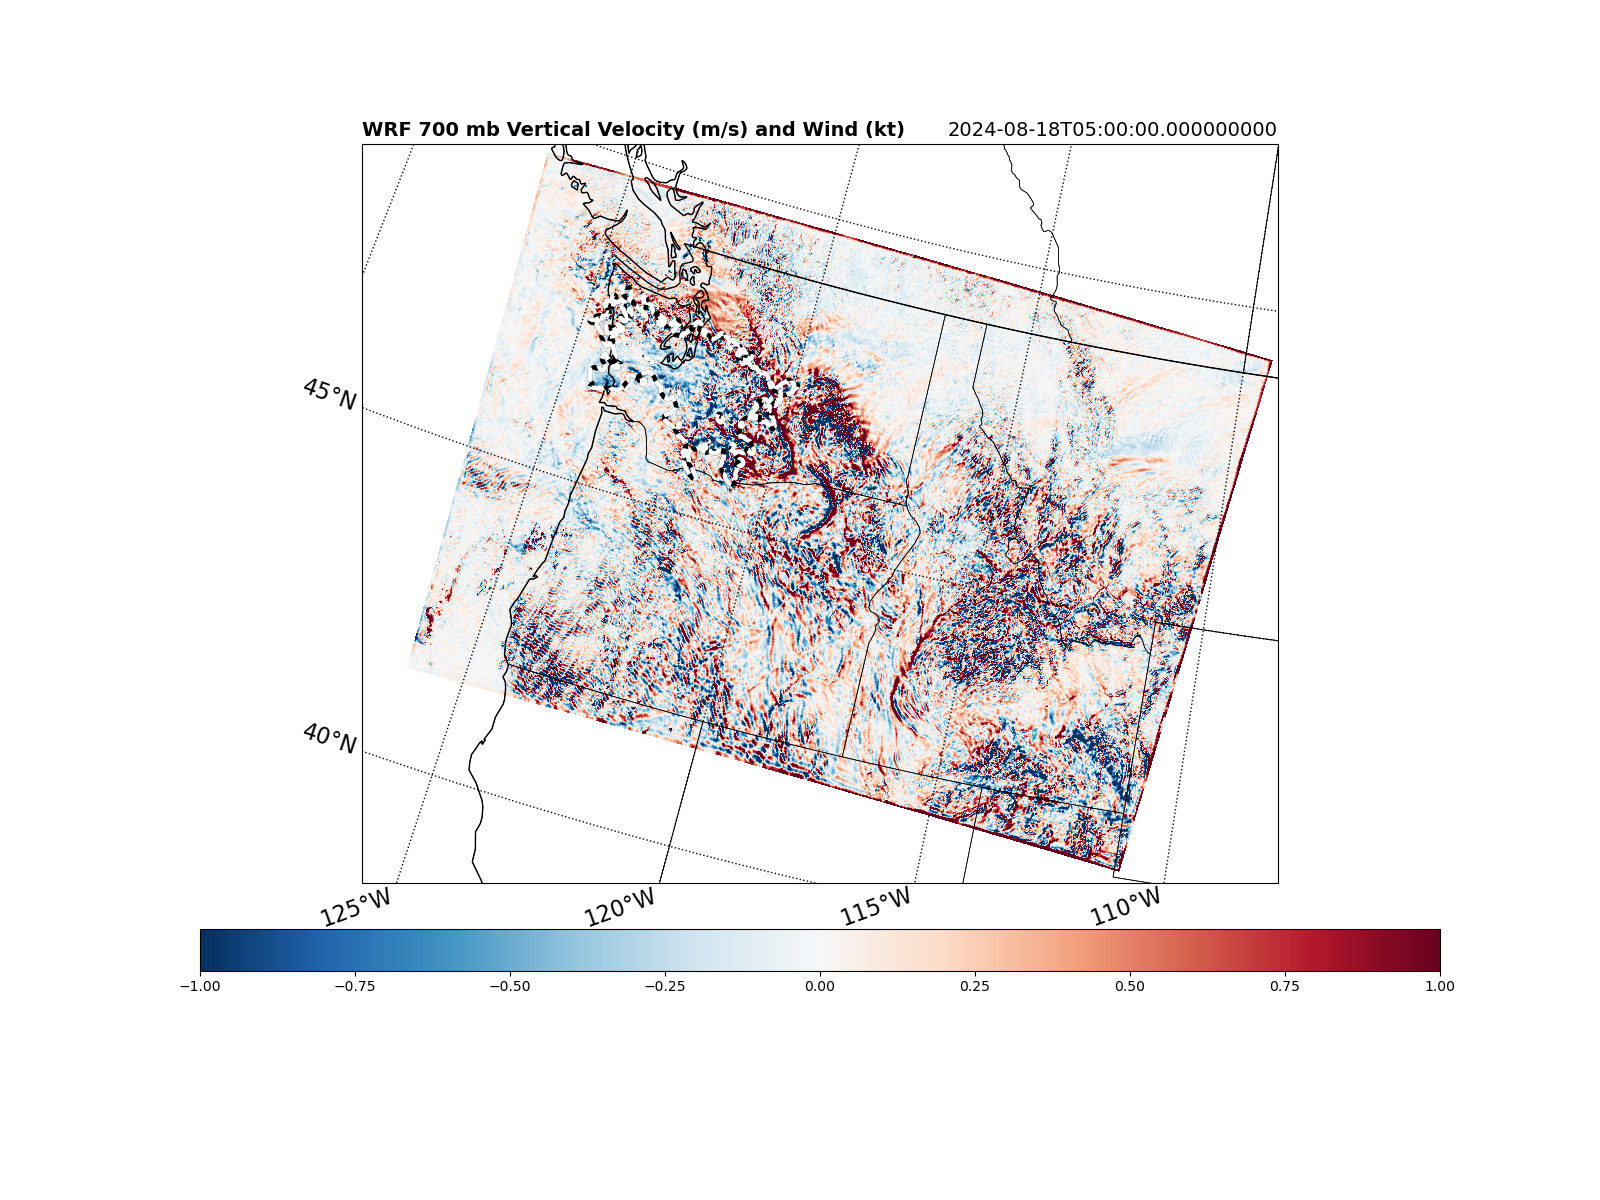 WRF 700 mb Vertical Velocity (m/s) and Wind (kt) 2024-08-18T05:00:00.000000000
45°N
40°N
125°W 120°W 115°W 110°W
−1.00 −0.75 −0.50 −0.25 0.00 0.25 0.50 0.75 1.00